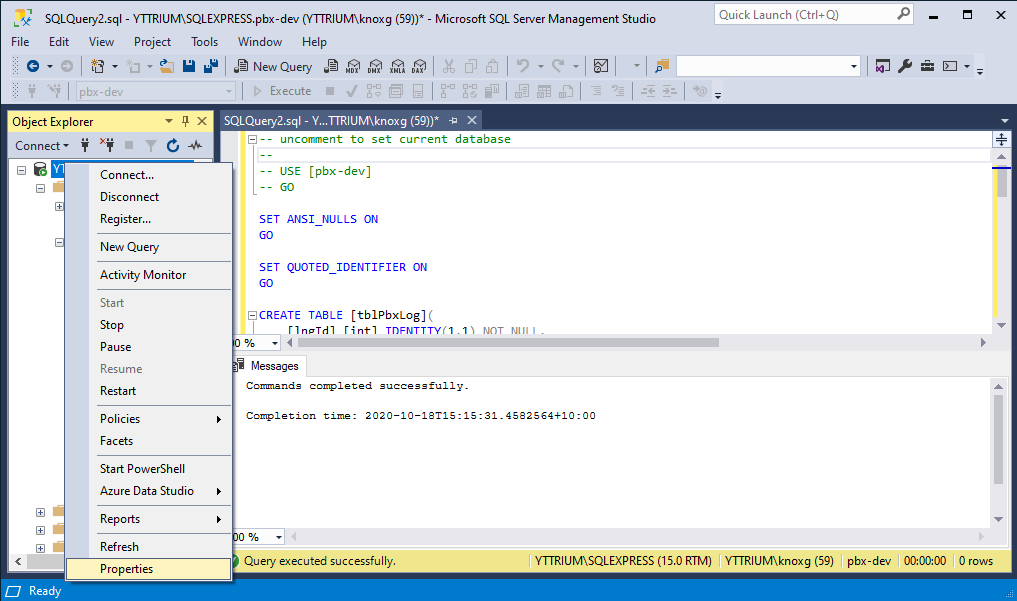 SQLQuery2.sql - YTTRIUM\SQLEXPRESS.pbx-dev (YTTRIUM\knoxg (59))* - Microsoft SQL Server Management Studio
Quick Launch (Ctrl+Q)
File Edit View Project Tools Window Help
New Query MDX DMX XMLA DAX
pbx-dev Execute
Object Explorer
SQLQuery2.sql - Y...TTRIUM\knoxg (59))*
Connect
YT
Connect...
Disconnect
Register...
New Query
Activity Monitor
Start
Stop
Pause
Resume
Restart
Policies
Facets
Start PowerShell
Azure Data Studio
Reports
Refresh
Properties
-- uncomment to set current database
--
-- USE [pbx-dev]
-- GO
SET ANSI_NULLS ON
GO
SET QUOTED_IDENTIFIER ON
GO
CREATE TABLE [tblPbxLog](
[lngId] [int] IDENTITY(1,1) NOT NULL,
00 %
Messages
Commands completed successfully.
Completion time: 2020-10-18T15:15:31.4582564+10:00
00 %
Query executed successfully. YTTRIUM\SQLEXPRESS (15.0 RTM) YTTRIUM\knoxg (59) pbx-dev 00:00:00 0 rows
Ready